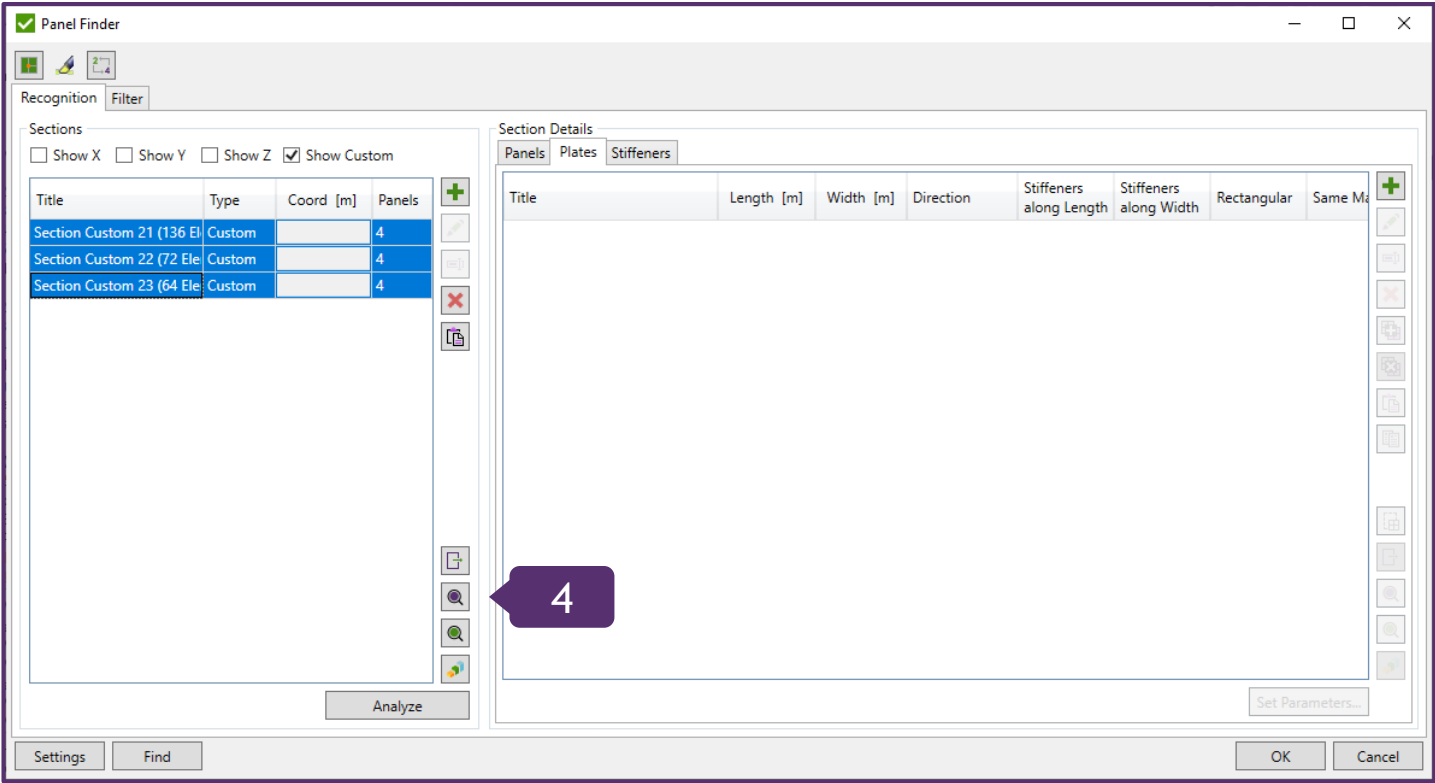 Panel Finder
Recognition Filter
Sections
Show X Show Y Show Z Show Custom
Title Type Coord [m] Panels
Section Custom 21 (136 El Custom 4
Section Custom 22 (72 Ele Custom 4
Section Custom 23 (64 Ele Custom 4
Analyze
Section Details
Panels Plates Stiffeners
Title Length [m] Width [m] Direction Stiffeners along Length Stiffeners along Width Rectangular Same Ma
4
Set Parameters...
Settings Find OK Cancel